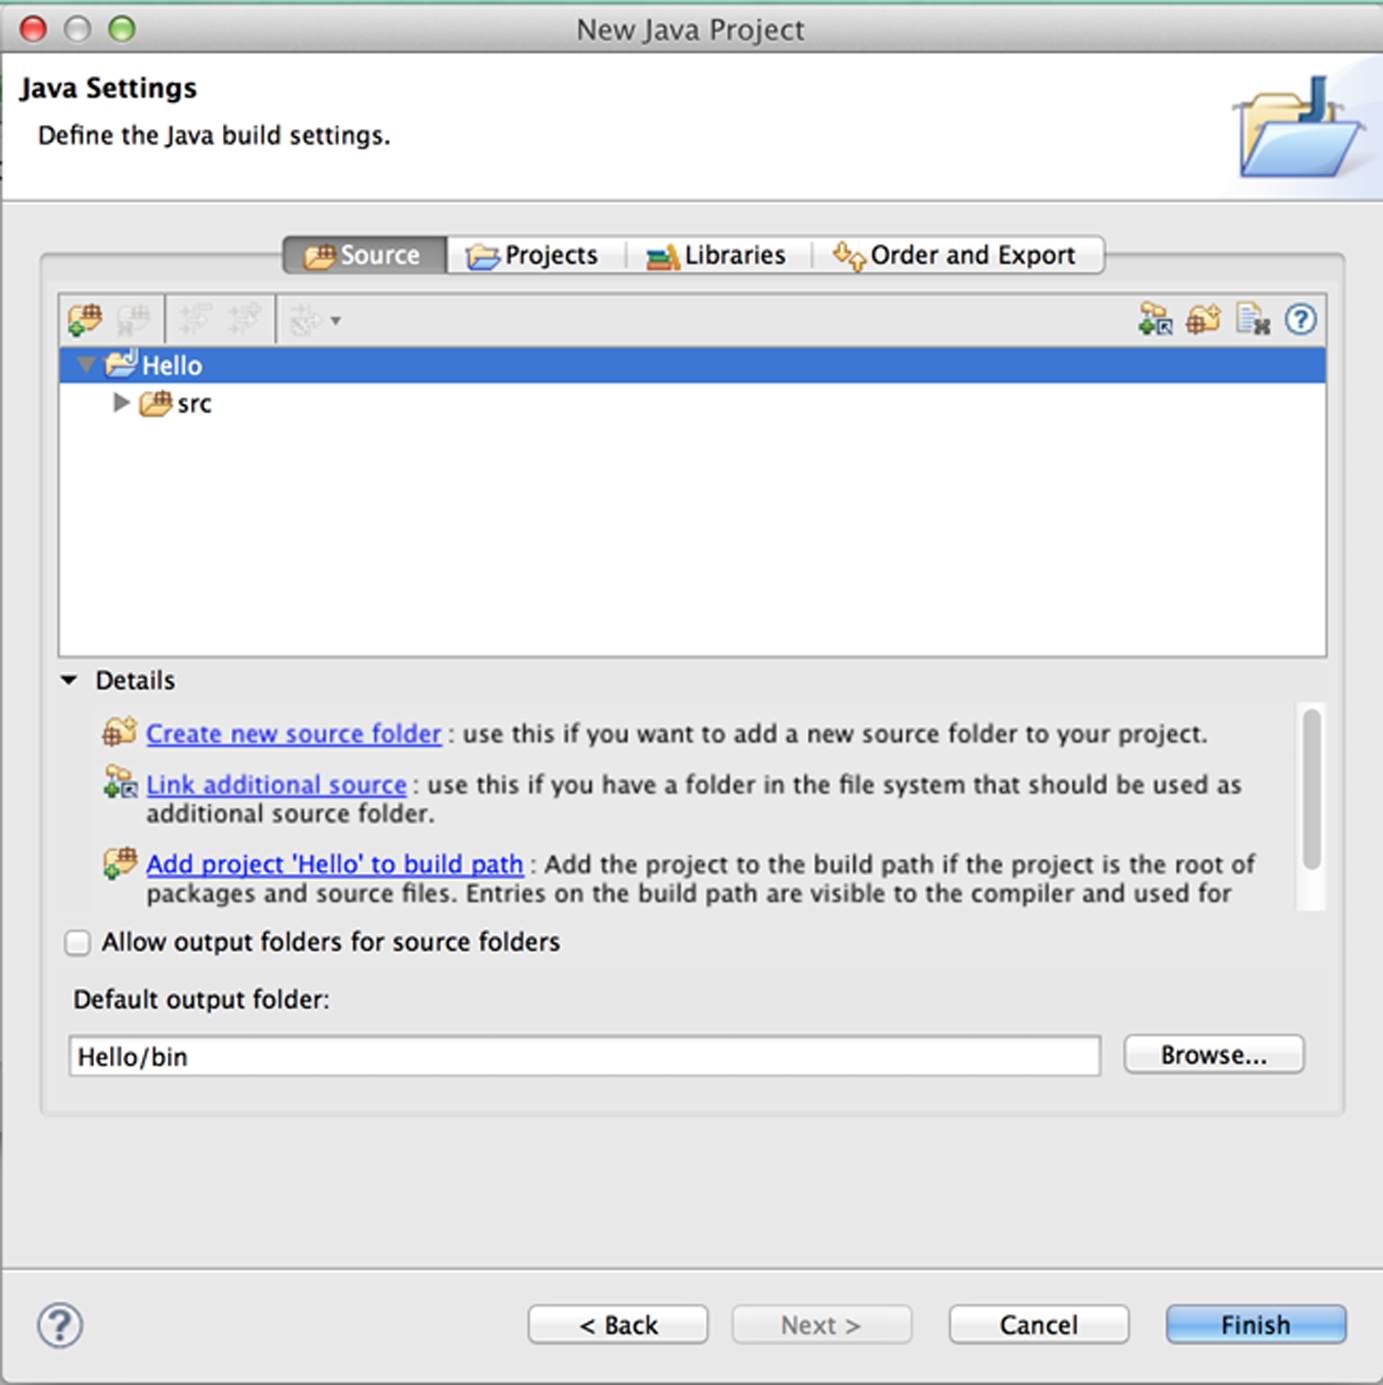 New Java Project
Java Settings
Define the Java build settings.
Source Projects Libraries Order and Export
Hello
src
Details
Create new source folder : use this if you want to add a new source folder to your project.
Link additional source : use this if you have a folder in the file system that should be used as
additional source folder.
Add project 'Hello' to build path : Add the project to the build path if the project is the root of
packages and source files. Entries on the build path are visible to the compiler and used for
Allow output folders for source folders
Default output folder:
Hello/bin
Browse...
< Back Next > Cancel Finish